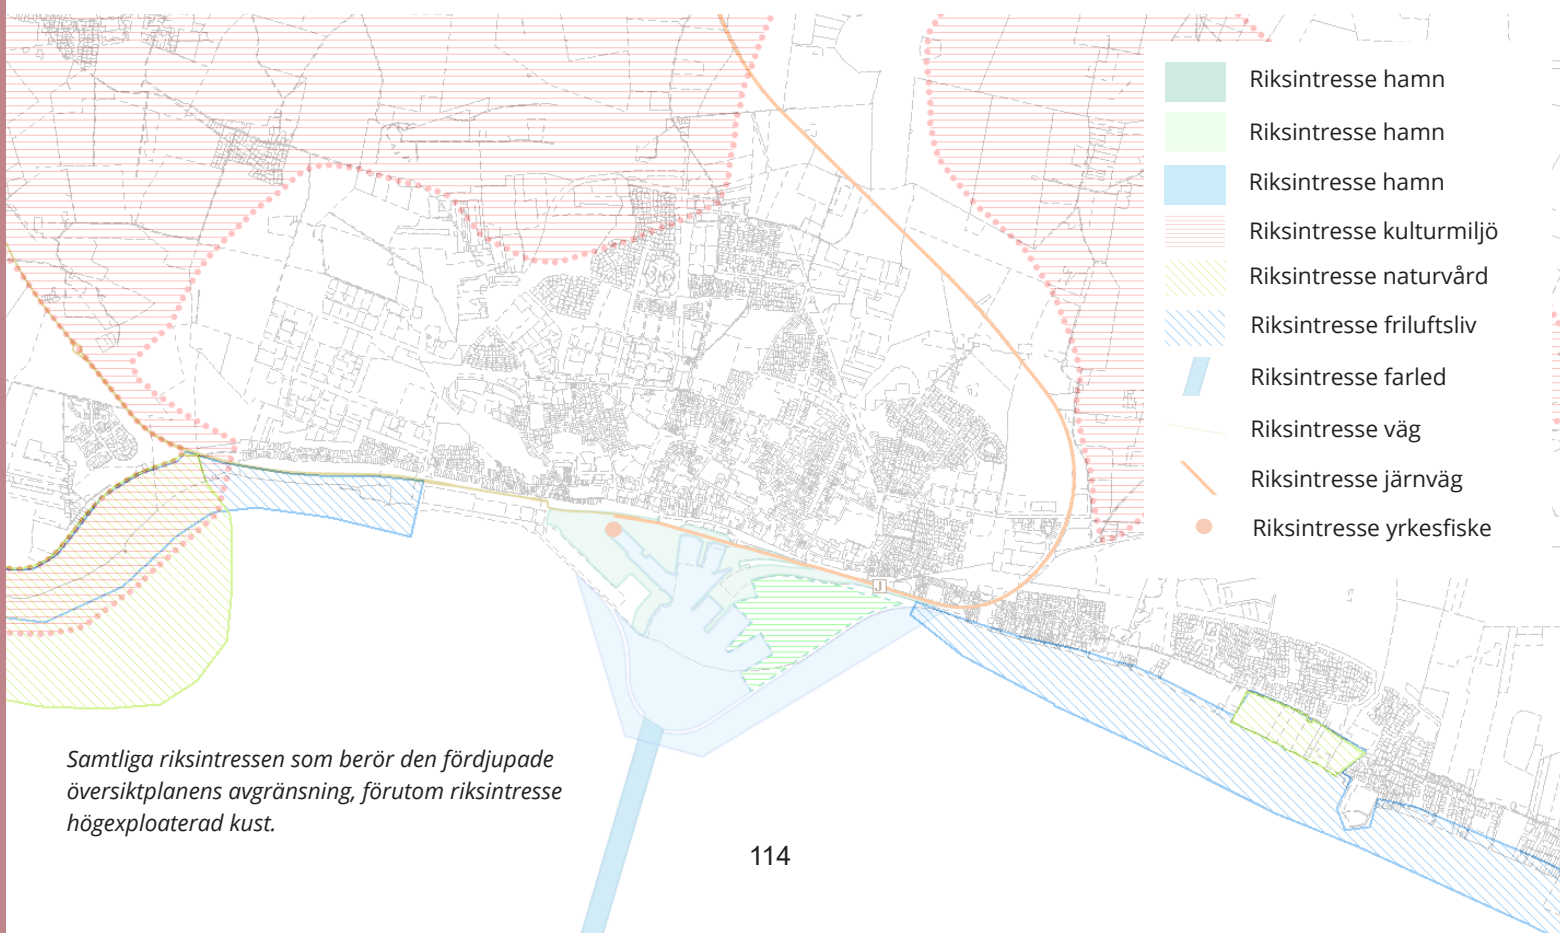 Riksintresse hamn
Riksintresse hamn
Riksintresse hamn
Riksintresse kulturmiljö
Riksintresse naturvård
Riksintresse friluftsliv
Riksintresse farled
Riksintresse väg
Riksintresse järnväg
Riksintresse yrkesfiske
J
Samtliga riksintressen som berör den fördjupade
översiktplanens avgränsning, förutom riksintresse
högexploaterad kust.
114